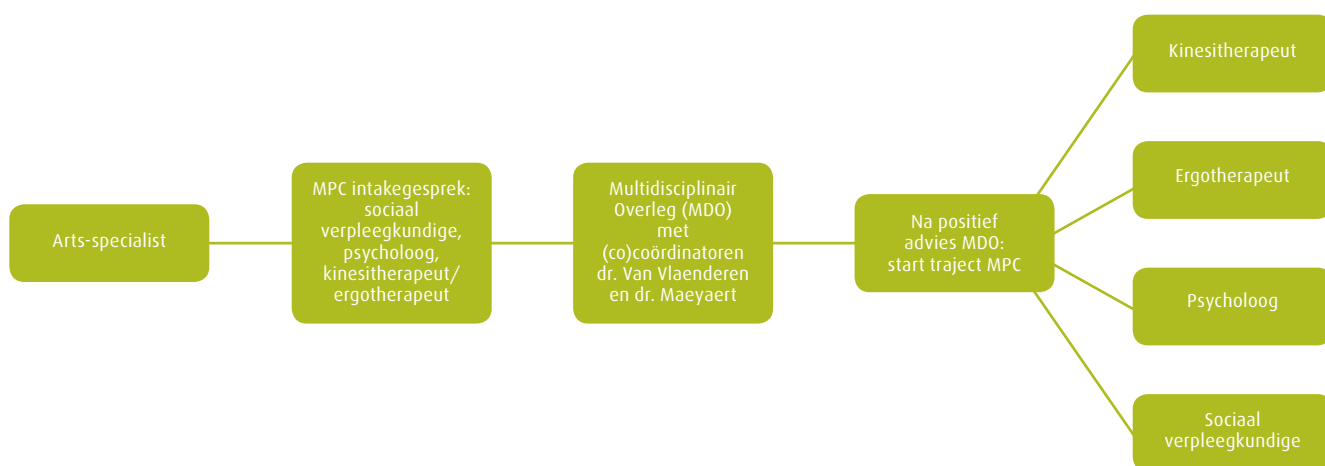 Arts-specialist
MPC intakegesprek:
sociaal
verpleegkundige,
psycholoog,
kinesitherapeut/
ergotherapeut
Multidisciplinair
Overleg (MDO)
met
(co)coördinatoren
dr. Van Vlaenderen
en dr. Maeyaert
Na positief
advies MDO:
start traject MPC
Kinesitherapeut
Ergotherapeut
Psycholoog
Sociaal
verpleegkundige